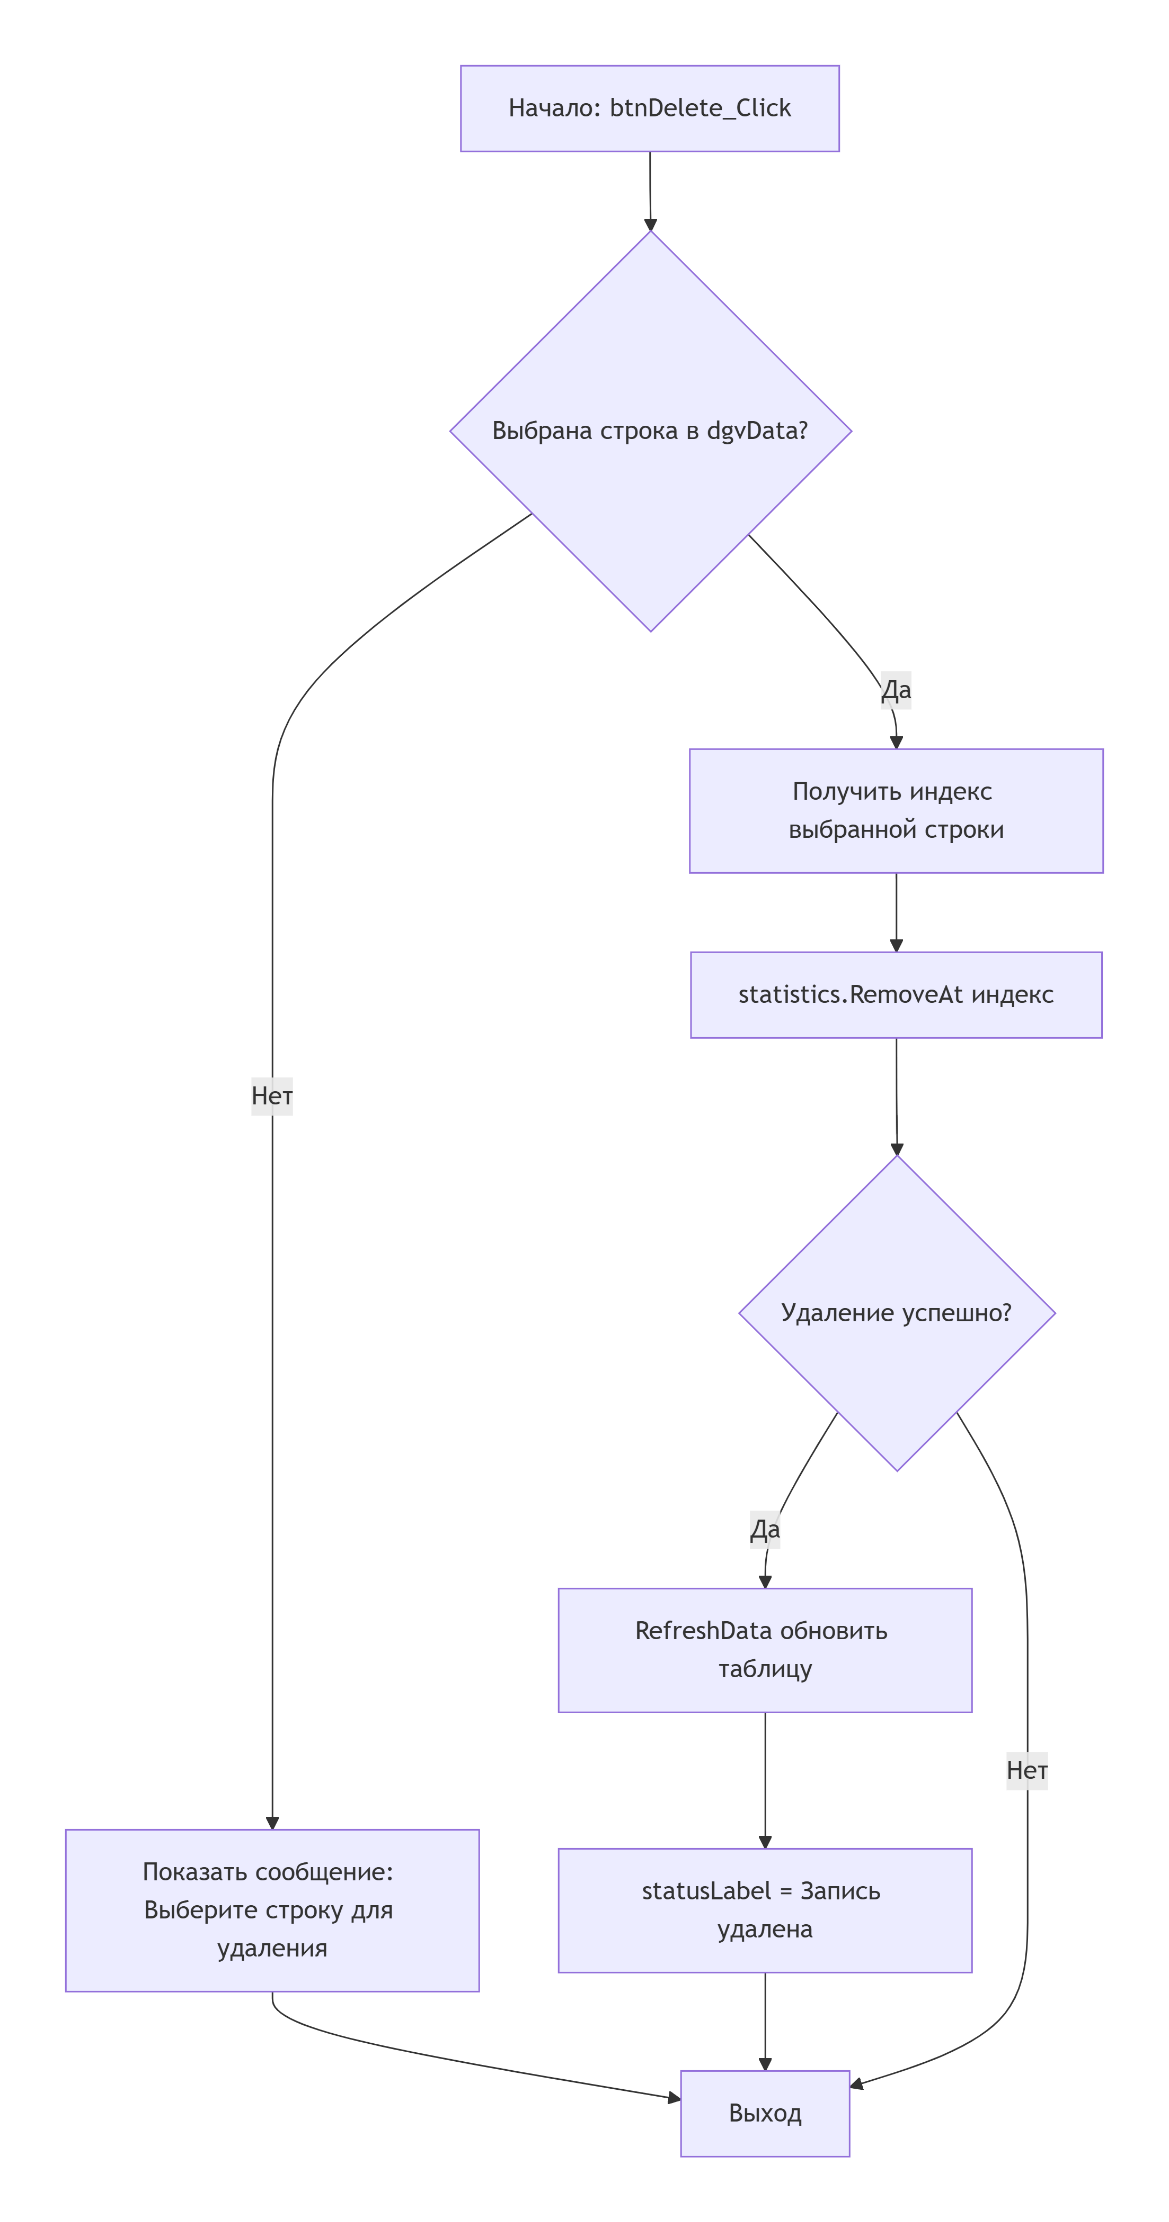 Начало: btnDelete_Click
Выбрана строка в dgvData?
Да
Получить индекс
выбранной строки
statistics.RemoveAt индекс
Нет
Удаление успешно?
Да
RefreshData обновить
таблицу
Нет
Показать сообщение:
Выберите строку для
удаления
statusLabel = Запись
удалена
Выход